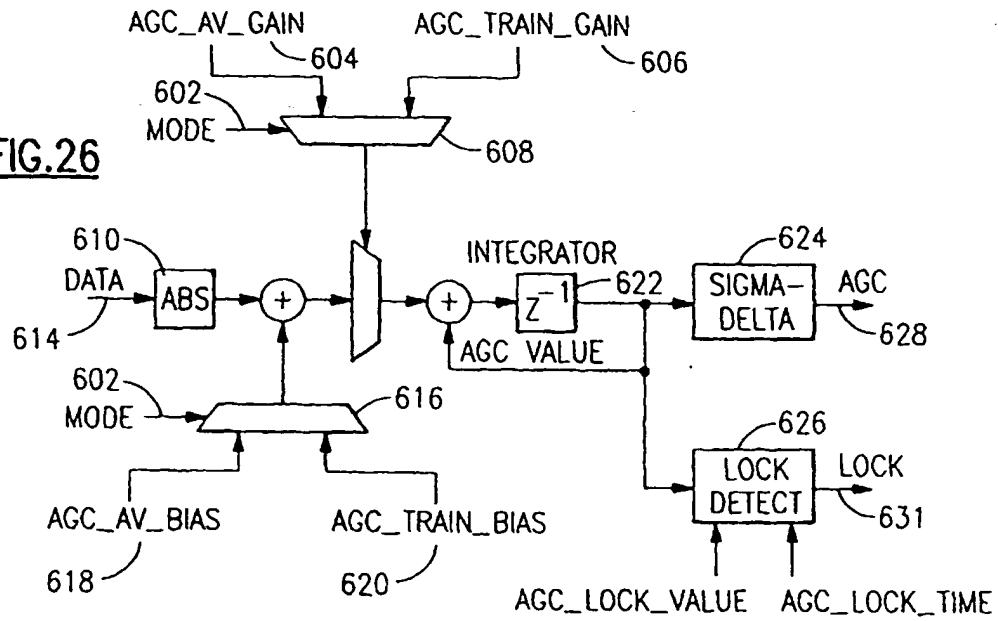 AGC_AV_GAIN
AGC_TRAIN_GAIN
604
606
602
MODE
608
FIG.26
610
INTEGRATOR
624
DATA
ABS
+
+
Z-1
622
SIGMA-
DELTA
AGC
614
628
AGC VALUE
602
MODE
616
626
LOCK
DETECT
LOCK
631
AGC_AV_BIAS
AGC_TRAIN_BIAS
618
620
AGC_LOCK_VALUE
AGC_LOCK_TIME